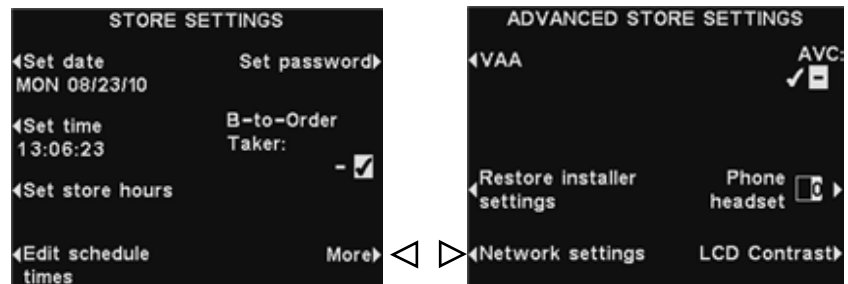 STORE SETTINGS
Set date
MON 08/23/10
Set password
Set time
13:06:23
B-to-Order
Taker:
- ✓
Set store hours
Edit schedule
times
More
ADVANCED STORE SETTINGS
VAA
AVC:
✓ -
Restore installer
settings
Phone
headset
0
Network settings
LCD Contrast